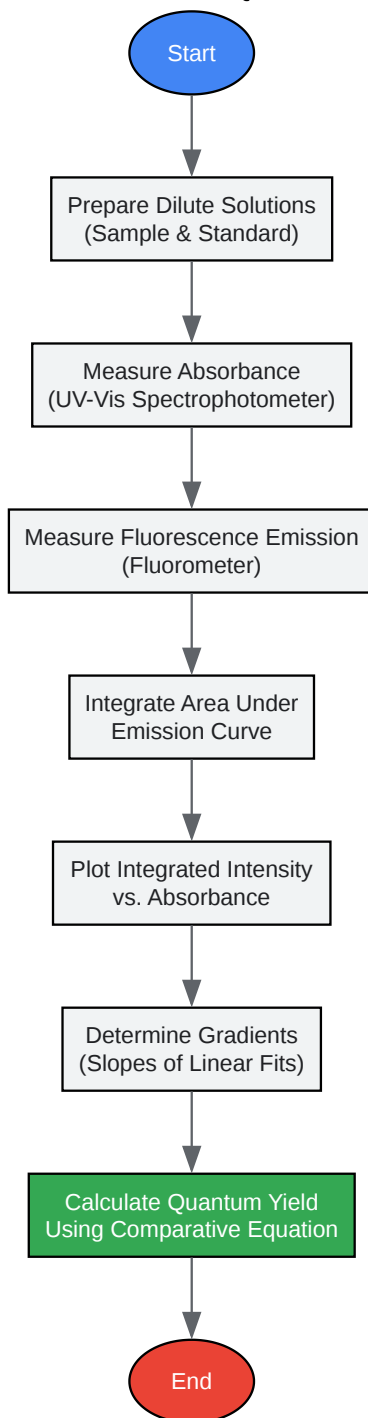 Start
Prepare Dilute Solutions
(Sample & Standard)
Measure Absorbance
(UV-Vis Spectrophotometer)
Measure Fluorescence Emission
(Fluorometer)
Integrate Area Under
Emission Curve
Plot Integrated Intensity
vs. Absorbance
Determine Gradients
(Slopes of Linear Fits)
Calculate Quantum Yield
Using Comparative Equation
End